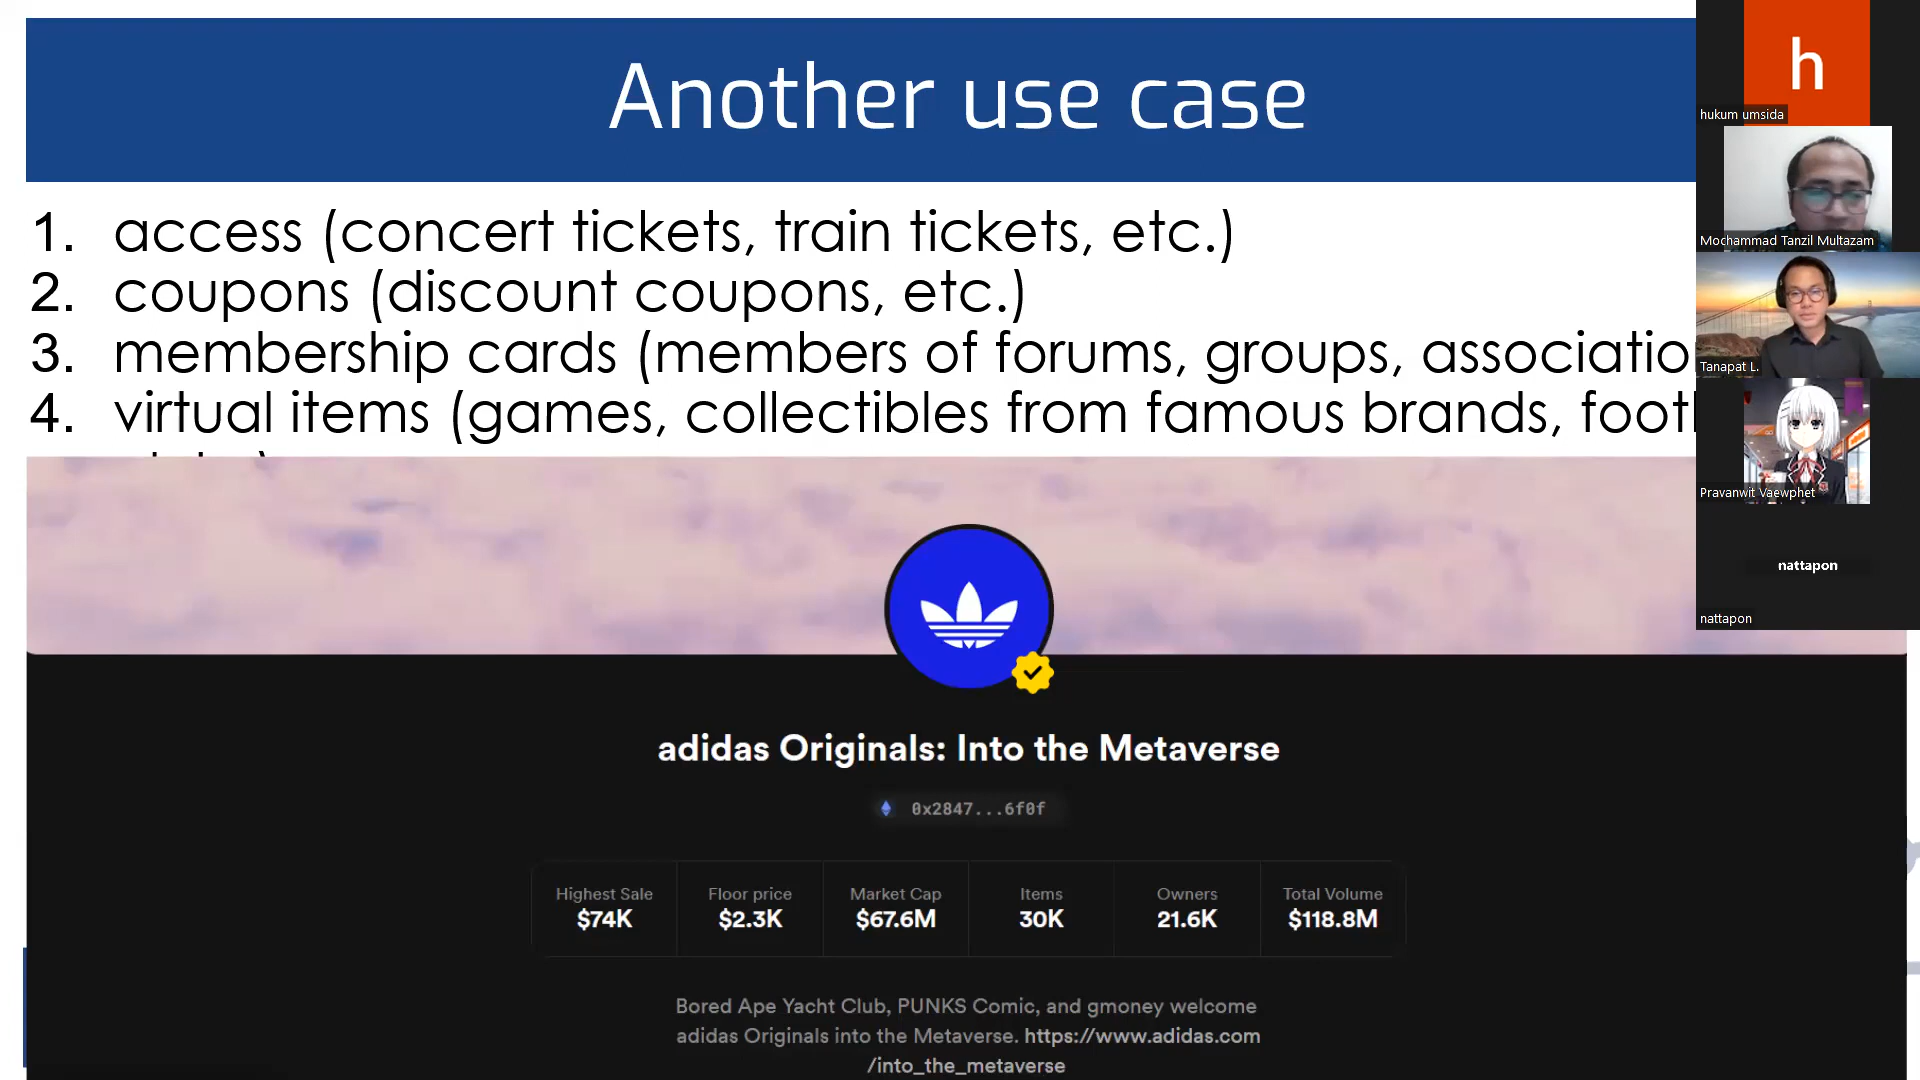 Another use case
1. access (concert tickets, train tickets, etc.)
2. coupons (discount coupons, etc.)
3. membership cards (members of forums, groups, associatio
4. virtual items (games, collectibles from famous brands, foot
adidas Originals: Into the Metaverse
0x2847...6f0f
Highest Sale Floor price Market Cap Items Owners Total Volume
$74K $2.3K $67.6M 30K 21.6K $118.8M
Bored Ape Yacht Club, PUNKS Comic, and gmoney welcome
adidas Originals into the Metaverse. https://www.adidas.com
/into_the_metaverse
h
hukum umsida
Mochammad Tanzil Multazam
Tanapat L.
Pravanwit Vaewphet
nattapon
nattapon